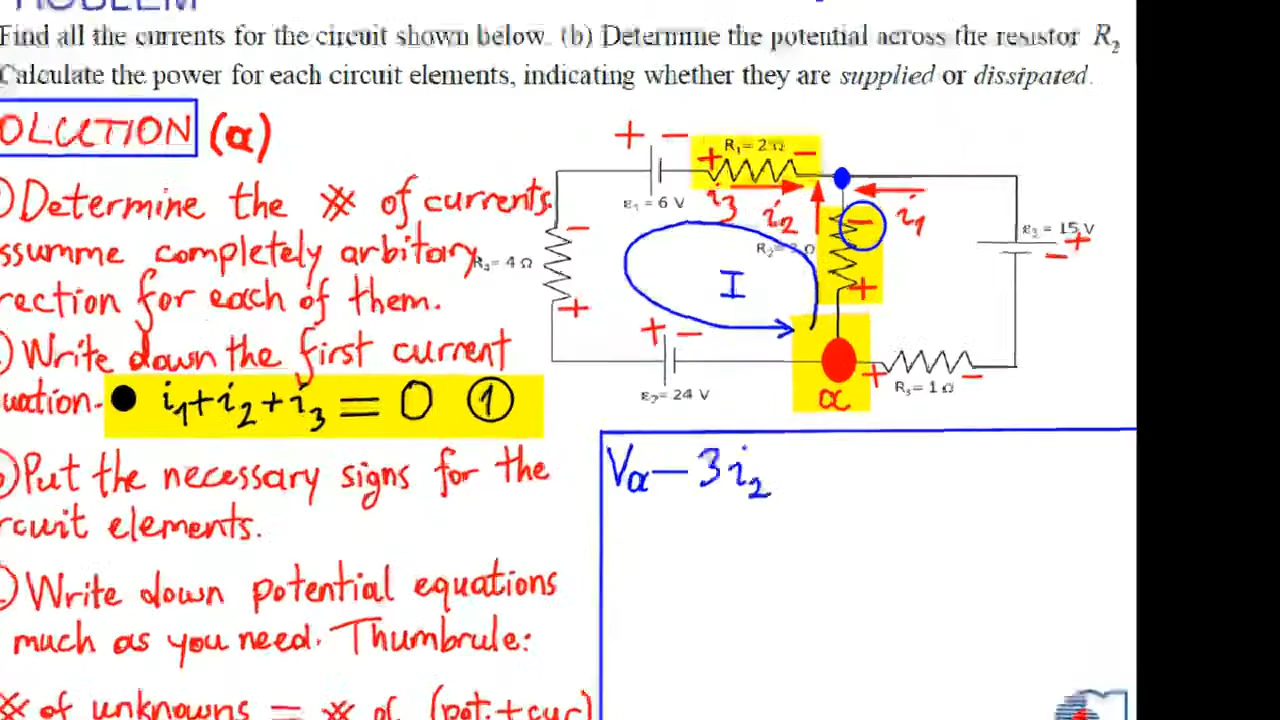 Find all the currents for the circuit shown below. (b) Determine the potential across the resistor R₂
Calculate the power for each circuit elements, indicating whether they are supplied or dissipated.
OLUTION (a)
Determine the # of currents.
ssumme completely arbitrary
rection for each of them.
Write down the first current
uation. i₁+i₂+i₃=0 ①
Put the necessary signs for the
rcuit elements.
Write down potential equations
much as you need. Thumbrule:
# of unknowns = # of (pot.+cur)
+ -
R₁= 2 Ω
+ -
ε₁ = 6 V
i₃ i₂ i₁
-
R₂=3 Ω
-
= 4 Ω
ε₃ = 15 V
+
-
I
+
+
+ -
ε₂= 24 V
a
+ -
= 1 Ω
Va-3i₂